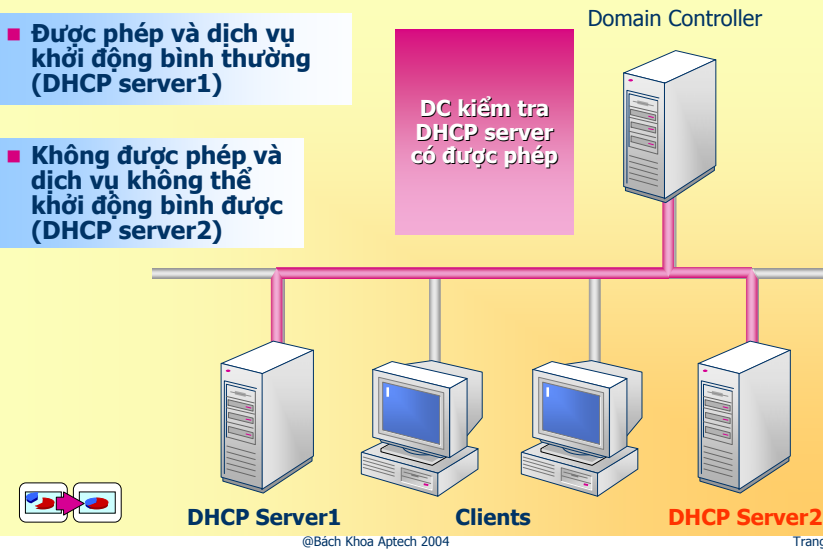 Domain Controller
Được phép và dịch vụ
khởi động bình thường
(DHCP server1)
DC kiểm tra
DHCP server
có được phép
Không được phép và
dịch vụ không thể
khởi động bình được
(DHCP server2)
DHCP Server1
Clients
DHCP Server2
@Bách Khoa Aptech 2004
Trang